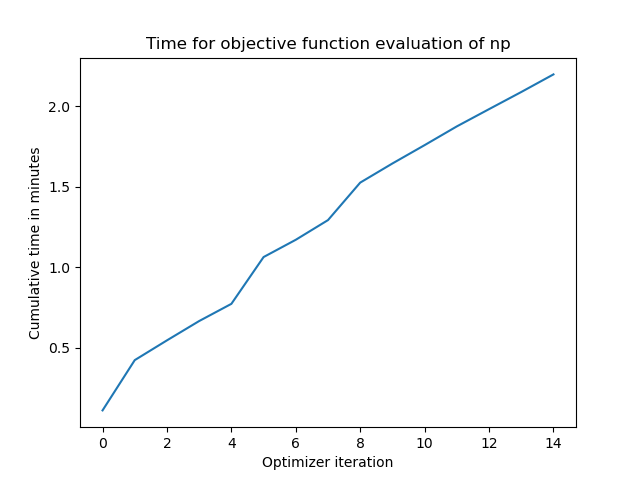 Time for objective function evaluation of np
Cumulative time in minutes
2.0
1.5
1.0
0.5
0 2 4 6 8 10 12 14
Optimizer iteration